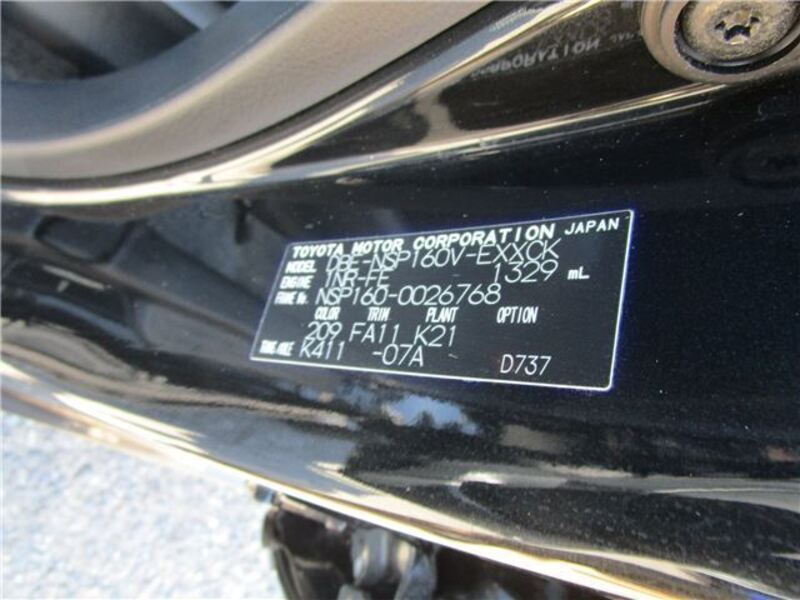 TOYOTA MOTOR CORPORATION JAPAN
MODEL DBE-NSP160V-EXXCK
ENGINE 1NR-FE 1329 mL
FRAME No. NSP160-0026768
COLOR TRIM PLANT OPTION
209 FA11 K21
TRANS./AXLE K411 -07A D737